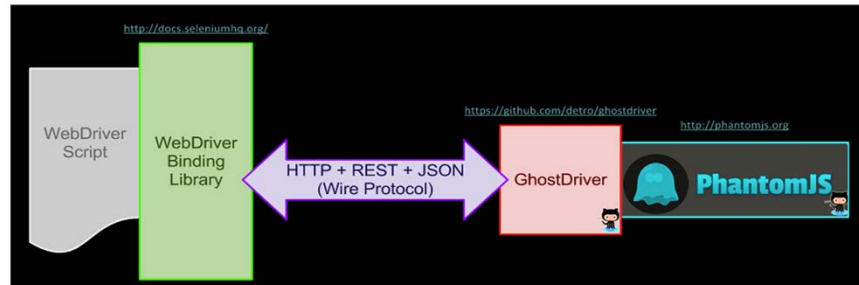 http://docs.seleniumhq.org/
WebDriver
Script
WebDriver
Binding
Library
HTTP + REST + JSON
(Wire Protocol)
https://github.com/detro/ghostdriver
GhostDriver
http://phantomjs.org
PhantomJS